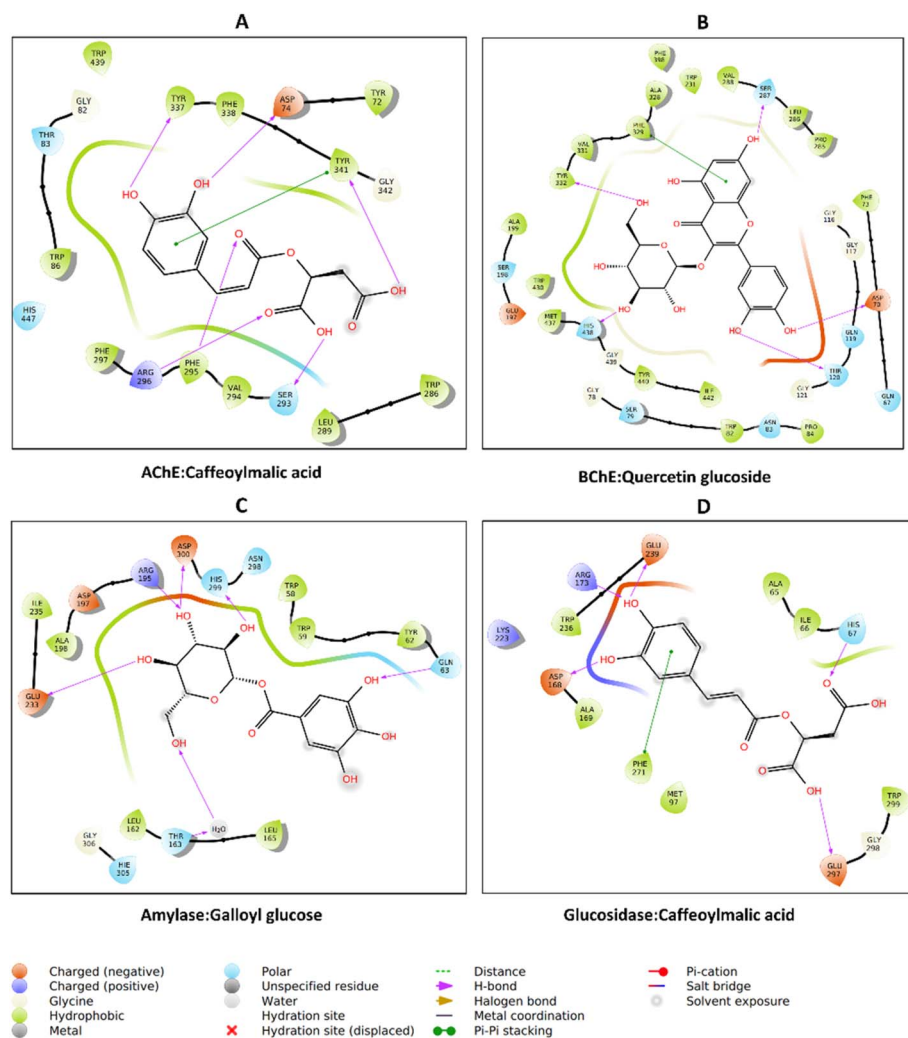 A
TRP
439
GLY
82
THR
83
TYR
337
PHE
338
ASP
74
TYR
72
TYR
341
GLY
342
HO
OH
TRP
86
O
O
O
OH
O
OH
HIS
447
PHE
297
ARG
296
PHE
295
VAL
294
SER
293
LEU
289
TRP
286
AChE:Caffeoylmalic acid
B
PHE
398
TRP
231
VAL
288
SER
287
ALA
328
LEU
286
PRO
285
PHE
329
VAL
331
TYR
332
OH
HO
OH
O
O
O
O
HO
HO
OH
HO
OH
PHE
73
GLY
116
GLY
117
ALA
199
SER
198
GLU
197
TRP
430
MET
437
HIS
438
GLY
439
TYR
440
ILE
442
ASP
70
GLN
119
THR
120
GLY
121
GLN
67
GLY
78
SER
79
TRP
82
ASN
83
PRO
84
BChE:Quercetin glucoside
C
ASP
300
ARG
195
HIS
299
ASN
298
ASP
197
ILE
235
ALA
198
TRP
58
TRP
59
TYR
62
GLN
63
GLU
233
HO
OH
HO
O
O
O
OH
OH
OH
OH
LEU
162
THR
163
H₂O
LEU
165
GLY
306
HIE
305
Amylase:Galloyl glucose
D
GLU
239
ARG
173
TRP
236
LYS
223
ASP
168
ALA
169
ALA
65
ILE
66
HIS
67
HO
HO
O
OH
O
O
O
OH
PHE
271
MET
97
TRP
299
GLY
298
GLU
297
Glucosidase:Caffeoylmalic acid
Charged (negative)
Charged (positive)
Glycine
Hydrophobic
Metal
Polar
Unspecified residue
Water
Hydration site
Hydration site (displaced)
Distance
H-bond
Halogen bond
Metal coordination
Pi-Pi stacking
Pi-cation
Salt bridge
Solvent exposure